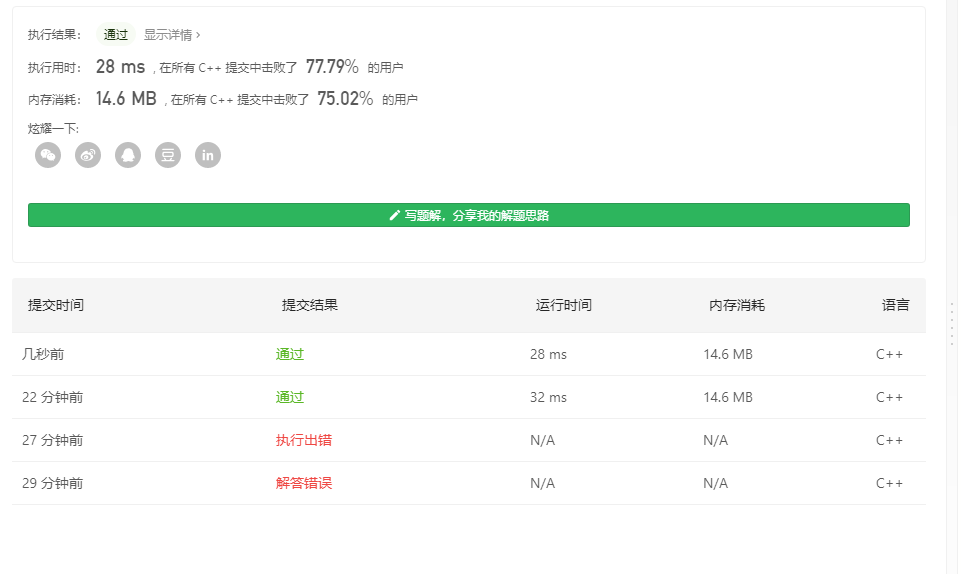 执行结果： 通过 显示详情 ›
执行用时： 28 ms , 在所有 C++ 提交中击败了 77.79% 的用户
内存消耗： 14.6 MB , 在所有 C++ 提交中击败了 75.02% 的用户
炫耀一下:
豆 in
写题解，分享我的解题思路
提交时间 提交结果 运行时间 内存消耗 语言
几秒前 通过 28 ms 14.6 MB C++
22 分钟前 通过 32 ms 14.6 MB C++
27 分钟前 执行出错 N/A N/A C++
29 分钟前 解答错误 N/A N/A C++